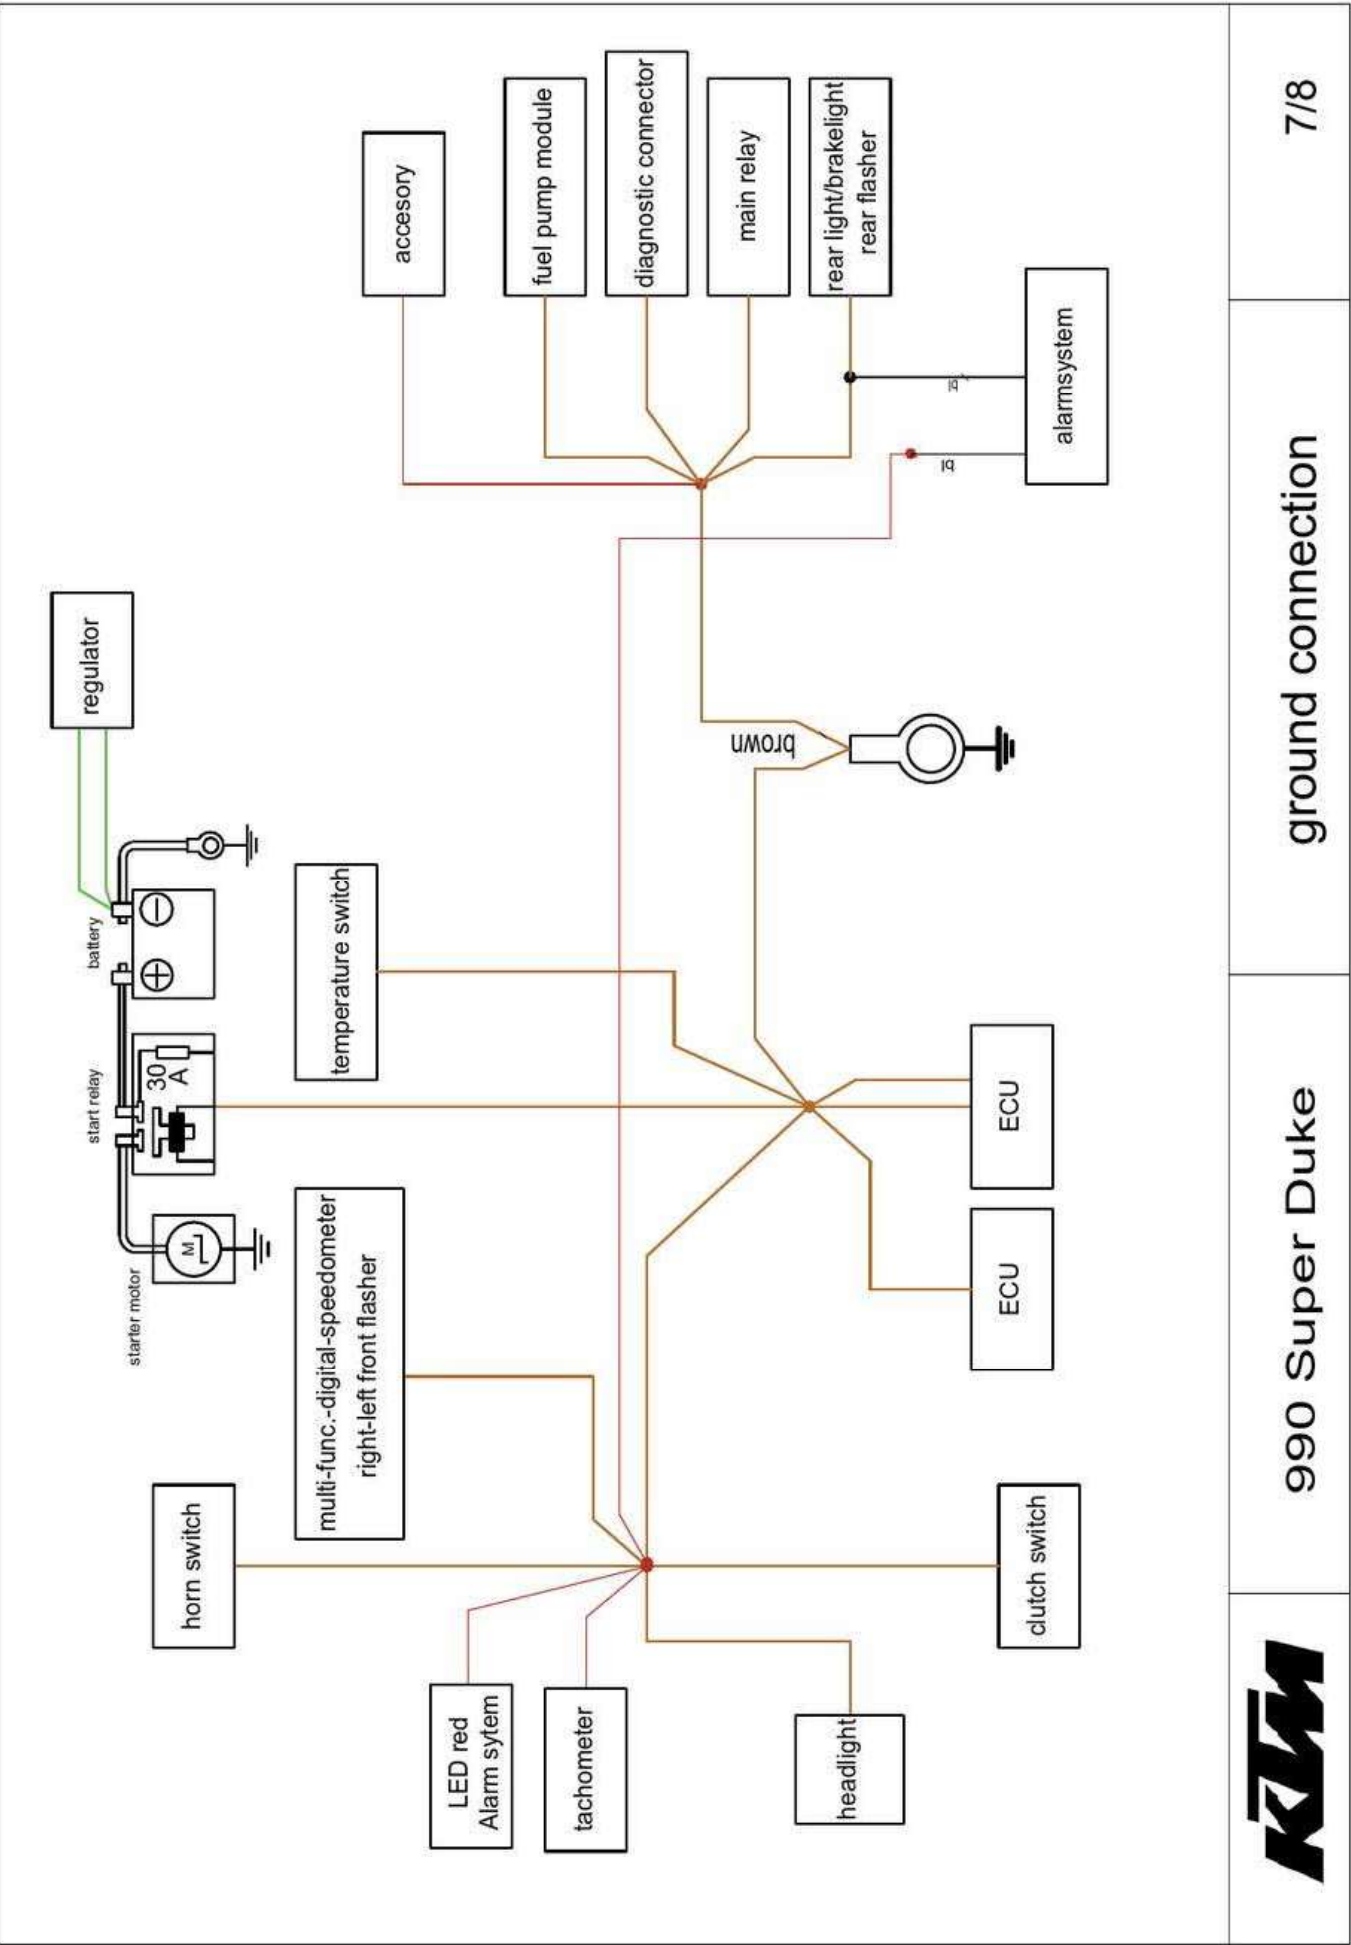 starter motor
start relay
battery
regulator
M
30
A
horn switch
multi-func.-digital-speedometer
right-left front flasher
temperature switch
accesory
LED red
Alarm sytem
fuel pump module
tachometer
diagnostic connector
main relay
brown
headlight
rear light/brakelight
rear flasher
bl
bl
ECU
ECU
clutch switch
alarmsystem
KTM
990 Super Duke
ground connection
7/8